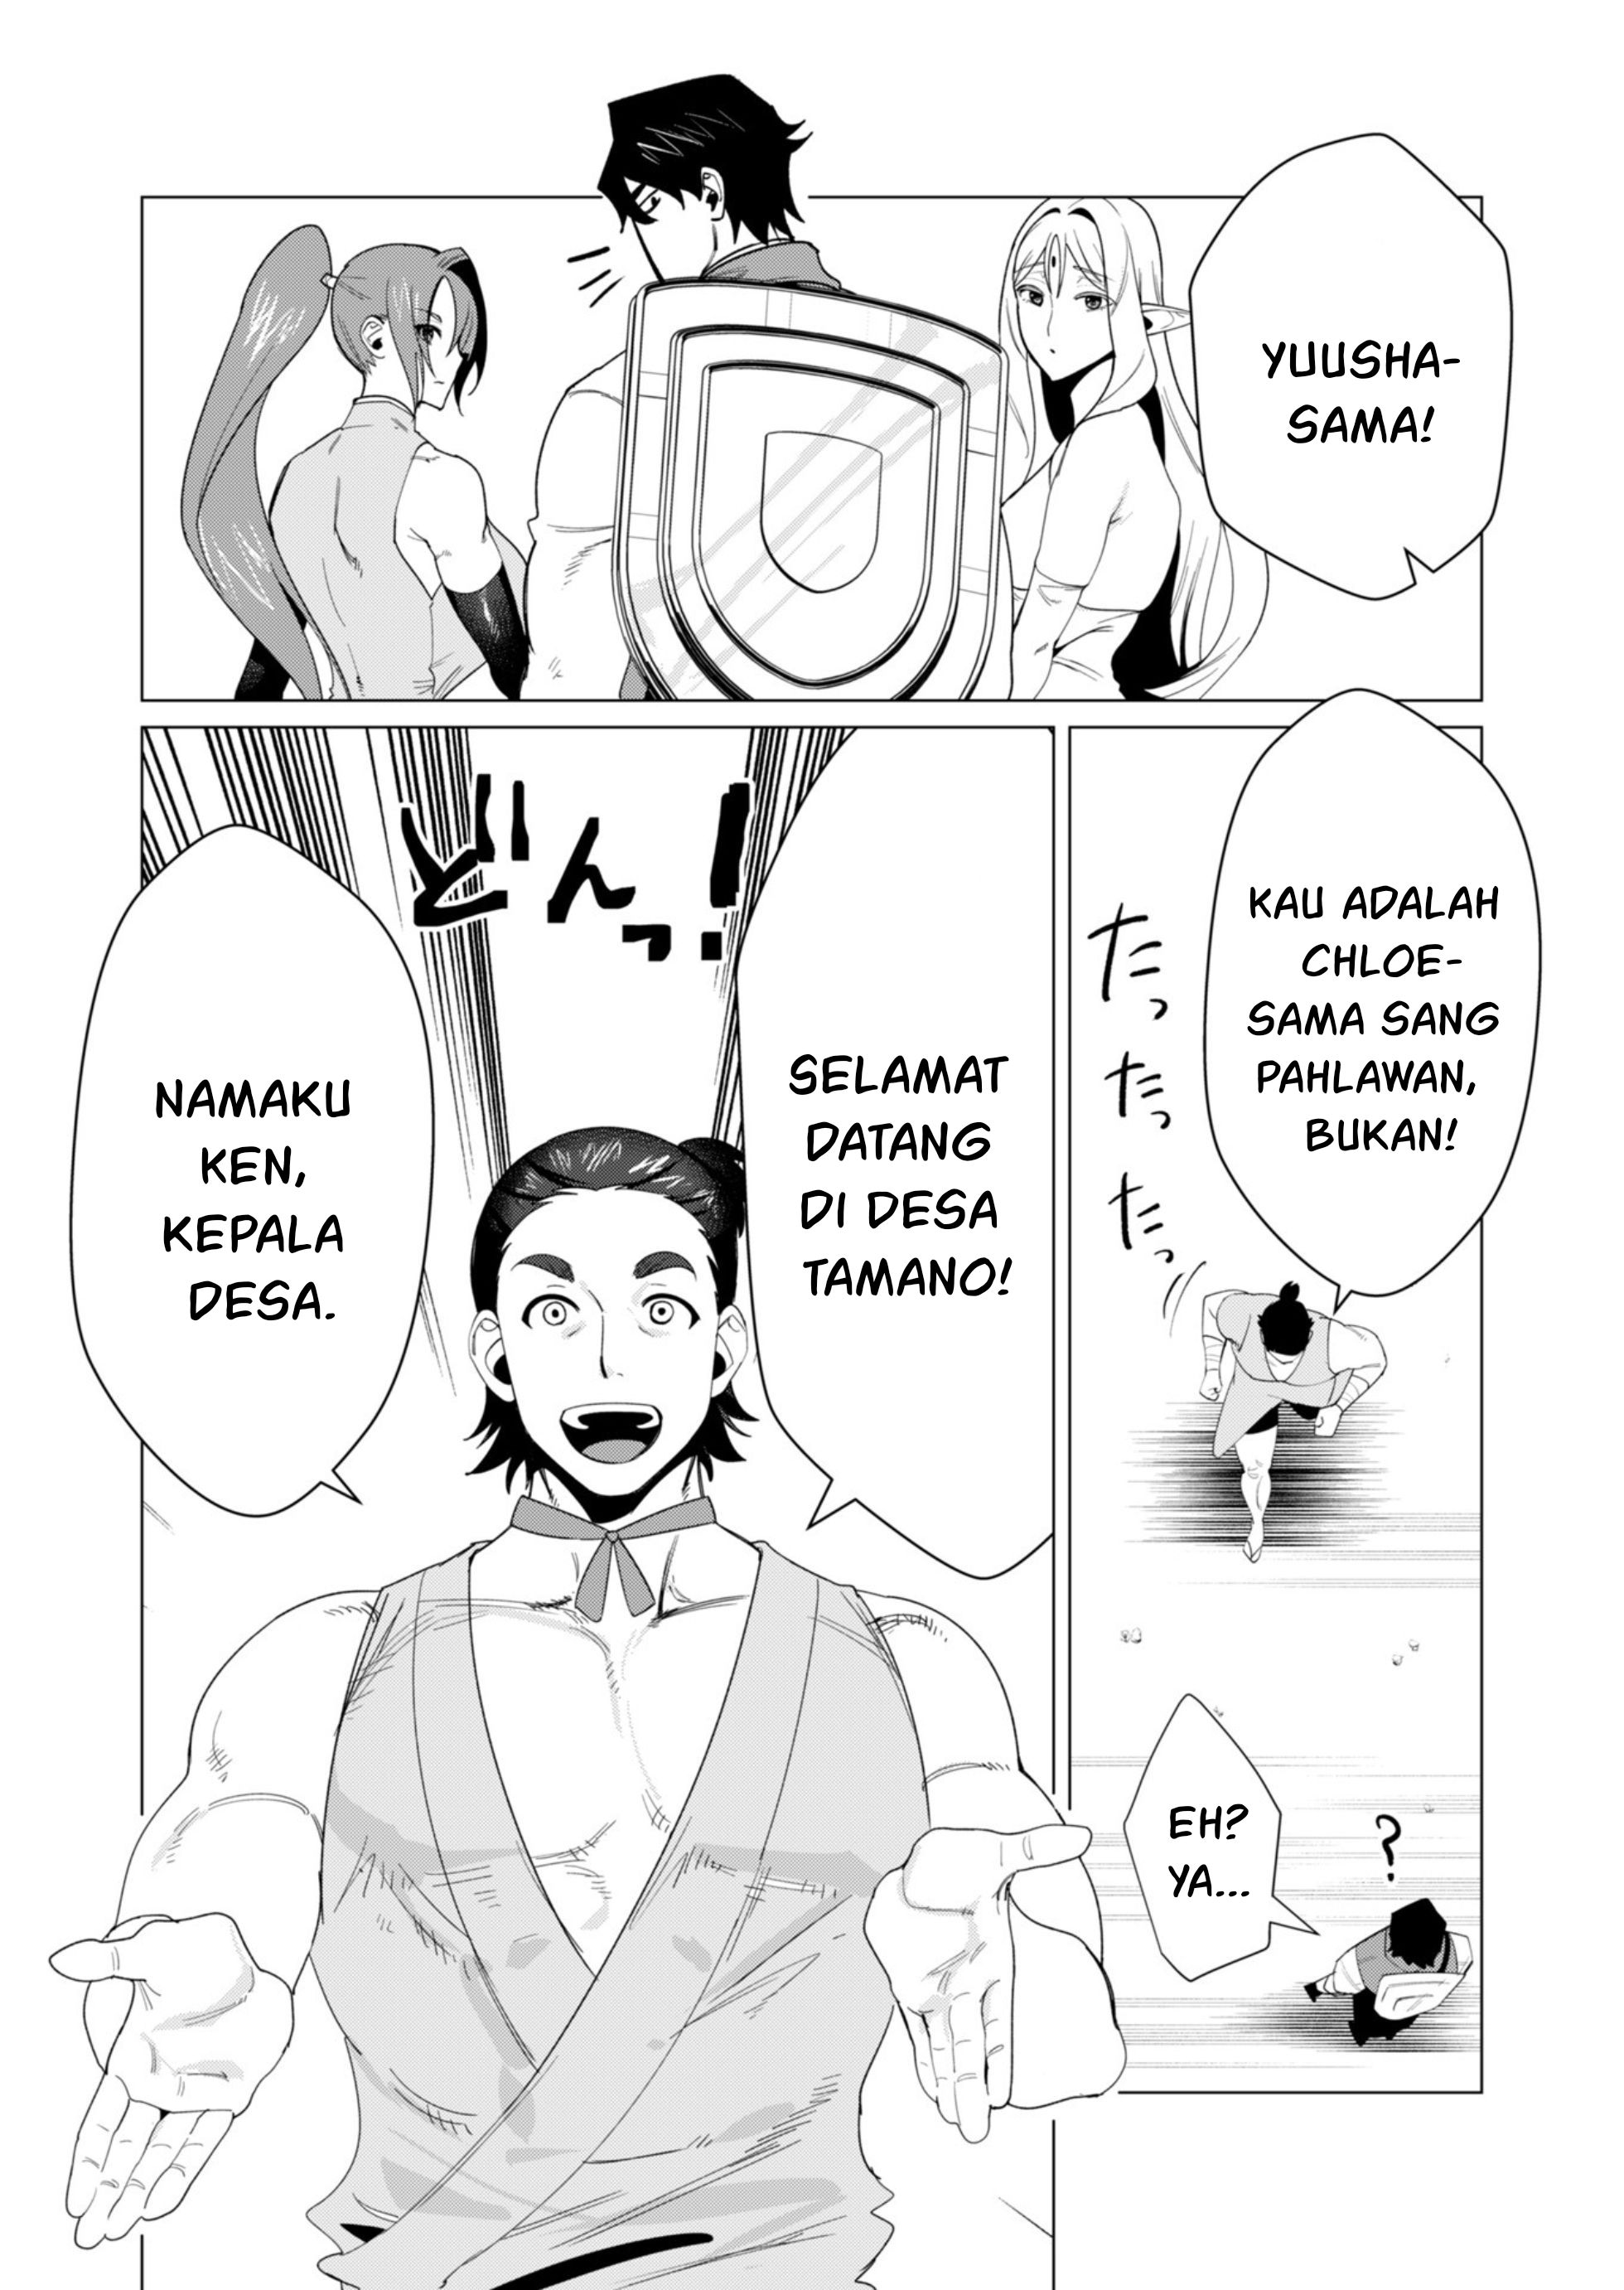 YUUSHA-
SAMA!
KAU ADALAH
CHLOE-
SAMA SANG
PAHLAWAN,
BUKAN!
たっ
たっ
たっ
EH?
YA...
?
SELAMAT
DATANG
DI DESA
TAMANO!
どんっ!
NAMAKU
KEN,
KEPALA
DESA.